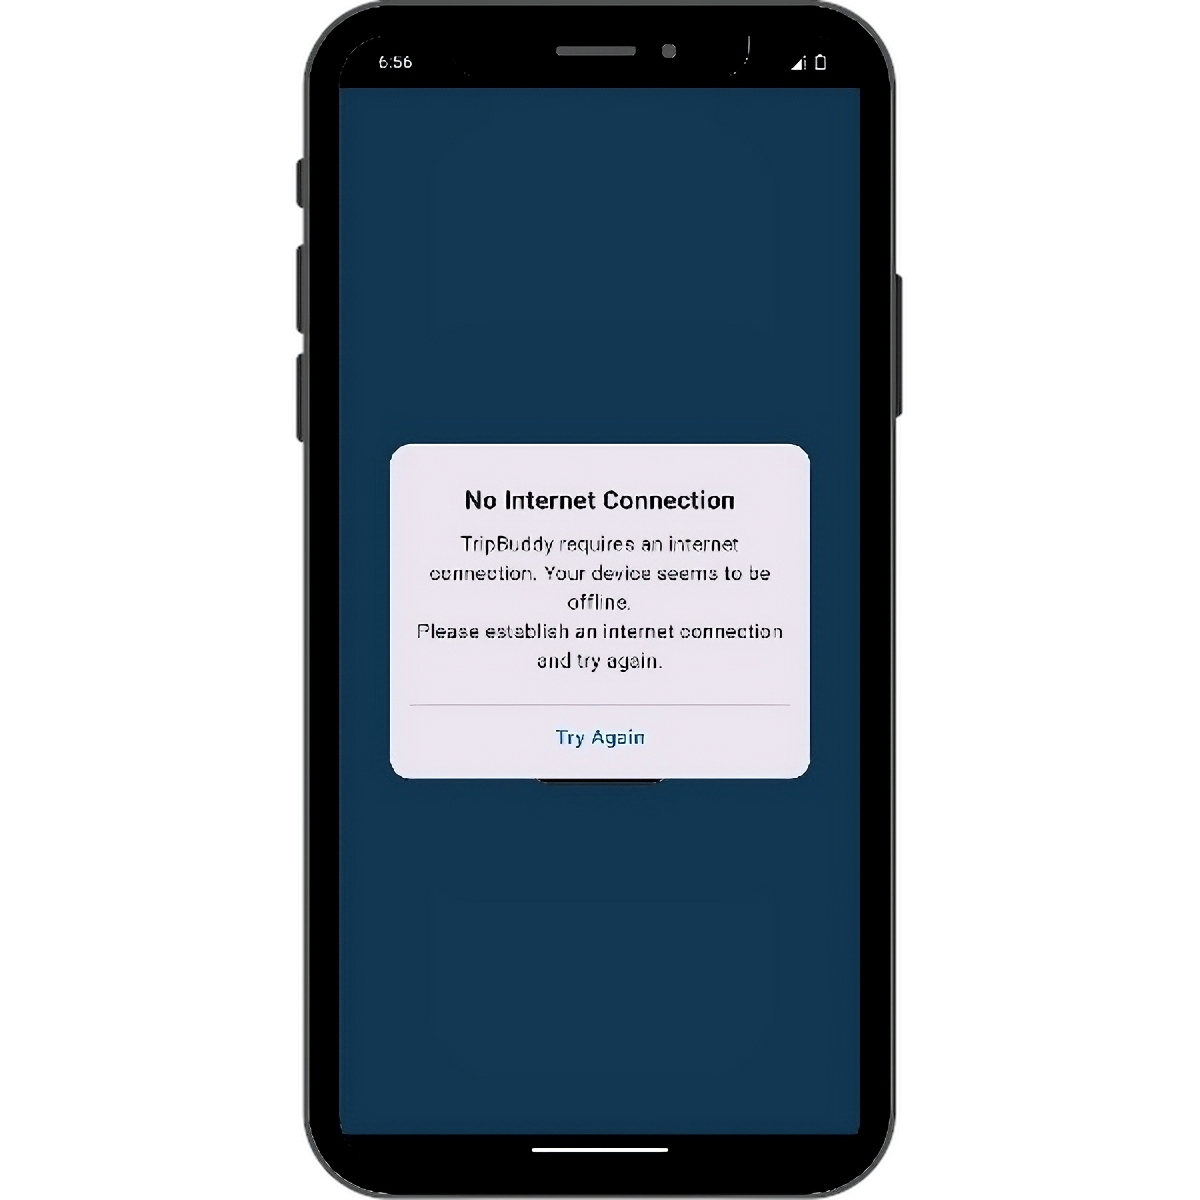 6:56
No Internet Connection
TripBuddy requires an internet
connection. Your device seems to be
offline.
Please establish an internet connection
and try again.
Try Again